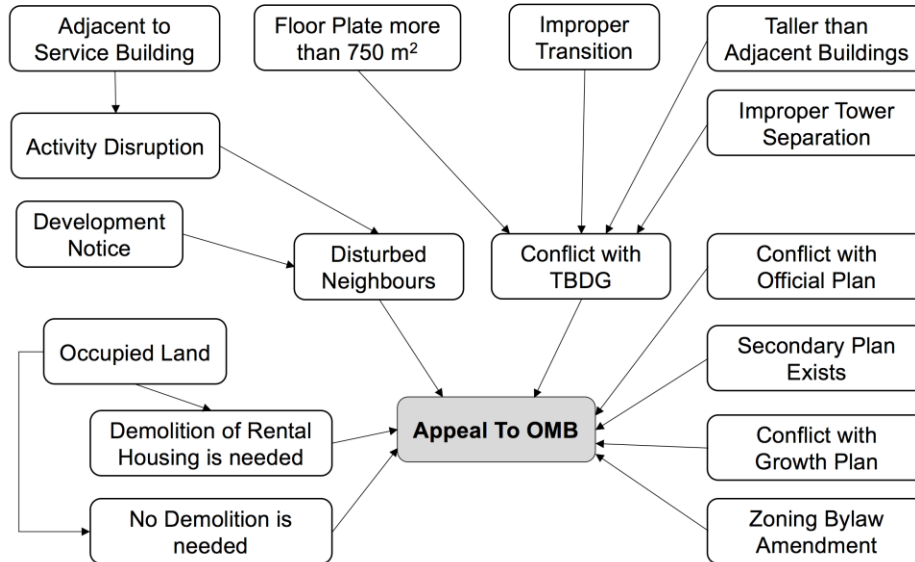 Adjacent to
Service Building
Floor Plate more
than 750 m²
Improper
Transition
Taller than
Adjacent Buildings
Activity Disruption
Improper Tower
Separation
Development
Notice
Disturbed
Neighbours
Conflict with
TBDG
Conflict with
Official Plan
Occupied Land
Secondary Plan
Exists
Demolition of Rental
Housing is needed
Appeal To OMB
Conflict with
Growth Plan
No Demolition is
needed
Zoning Bylaw
Amendment